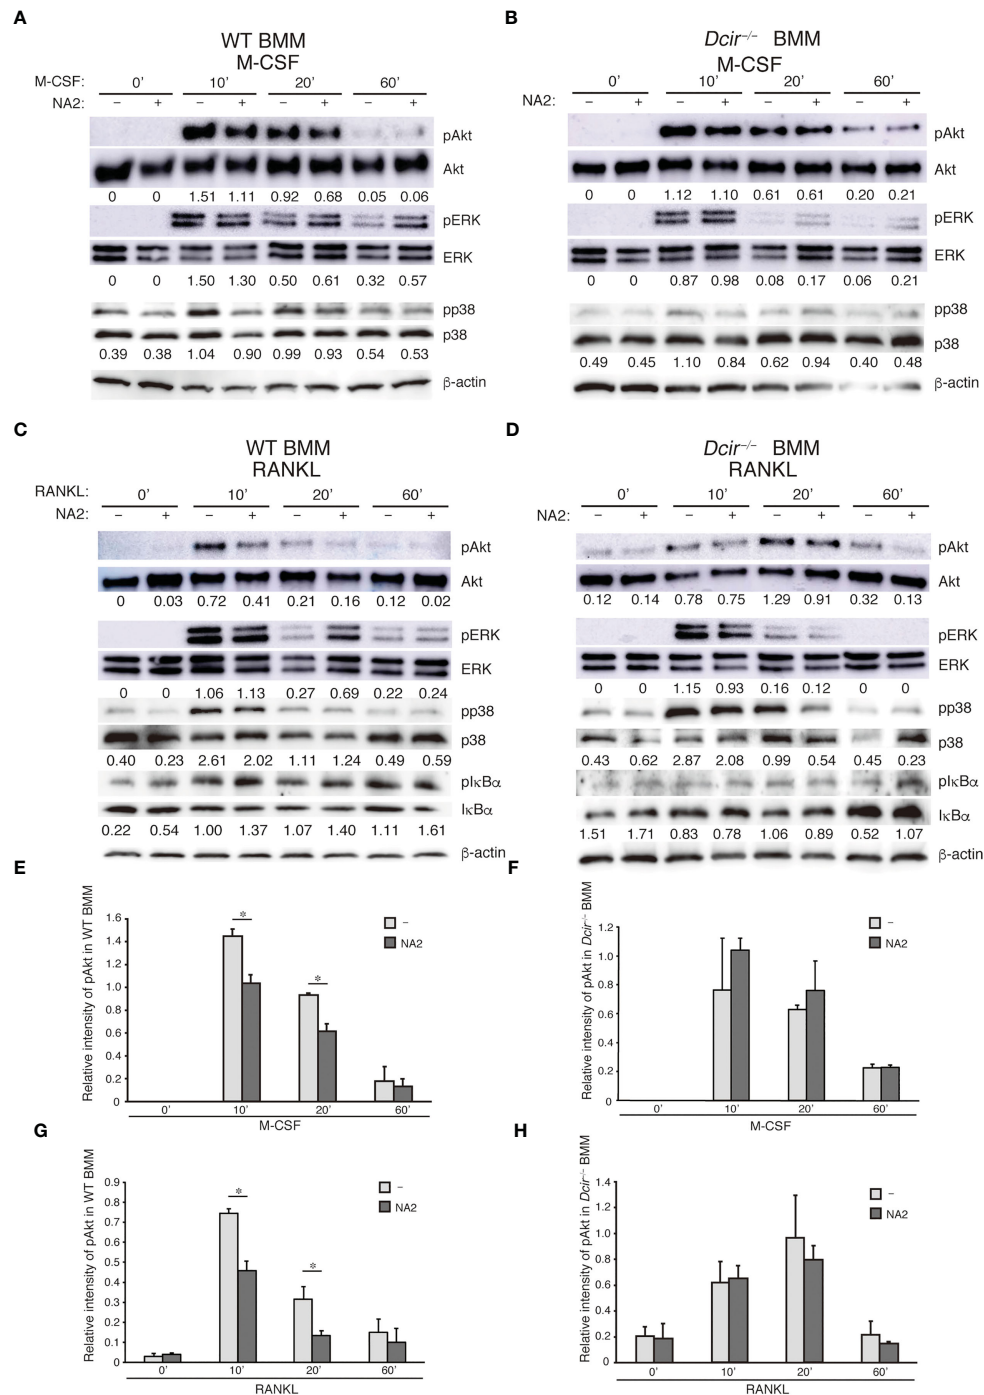 A
WT BMM
M-CSF
M-CSF: 0' 10' 20' 60'
NA2: – + – + – + – +
pAkt
Akt
0 0 1.51 1.11 0.92 0.68 0.05 0.06
pERK
ERK
0 0 1.50 1.30 0.50 0.61 0.32 0.57
pp38
p38
0.39 0.38 1.04 0.90 0.99 0.93 0.54 0.53
β-actin
B
Dcir–/– BMM
M-CSF
0' 10' 20' 60'
NA2: – + – + – + – +
pAkt
Akt
0 0 1.12 1.10 0.61 0.61 0.20 0.21
pERK
ERK
0 0 0.87 0.98 0.08 0.17 0.06 0.21
pp38
p38
0.49 0.45 1.10 0.84 0.62 0.94 0.40 0.48
β-actin
C
WT BMM
RANKL
RANKL: 0' 10' 20' 60'
NA2: – + – + – + – +
pAkt
Akt
0 0.03 0.72 0.41 0.21 0.16 0.12 0.02
pERK
ERK
0 0 1.06 1.13 0.27 0.69 0.22 0.24
pp38
p38
0.40 0.23 2.61 2.02 1.11 1.24 0.49 0.59
pIκBα
IκBα
0.22 0.54 1.00 1.37 1.07 1.40 1.11 1.61
β-actin
D
Dcir–/– BMM
RANKL
0' 10' 20' 60'
NA2: – + – + – + – +
pAkt
Akt
0.12 0.14 0.78 0.75 1.29 0.91 0.32 0.13
pERK
ERK
0 0 1.15 0.93 0.16 0.12 0 0
pp38
p38
0.43 0.62 2.87 2.08 0.99 0.54 0.45 0.23
pIκBα
IκBα
1.51 1.71 0.83 0.78 1.06 0.89 0.52 1.07
β-actin
E
Relative intensity of pAkt in WT BMM
1.6
1.4
1.2
1.0
0.8
0.6
0.4
0.2
0
* *
–
NA2
0' 10' 20' 60'
M-CSF
F
Relative intensity of pAkt in Dcir–/– BMM
1.2
1.0
0.8
0.6
0.4
0.2
0
–
NA2
0' 10' 20' 60'
M-CSF
G
Relative intensity of pAkt in WT BMM
0.9
0.8
0.7
0.6
0.5
0.4
0.3
0.2
0.1
0
* *
–
NA2
0' 10' 20' 60'
RANKL
H
Relative intensity of pAkt in Dcir–/– BMM
1.4
1.2
1.0
0.8
0.6
0.4
0.2
0
–
NA2
0' 10' 20' 60'
RANKL